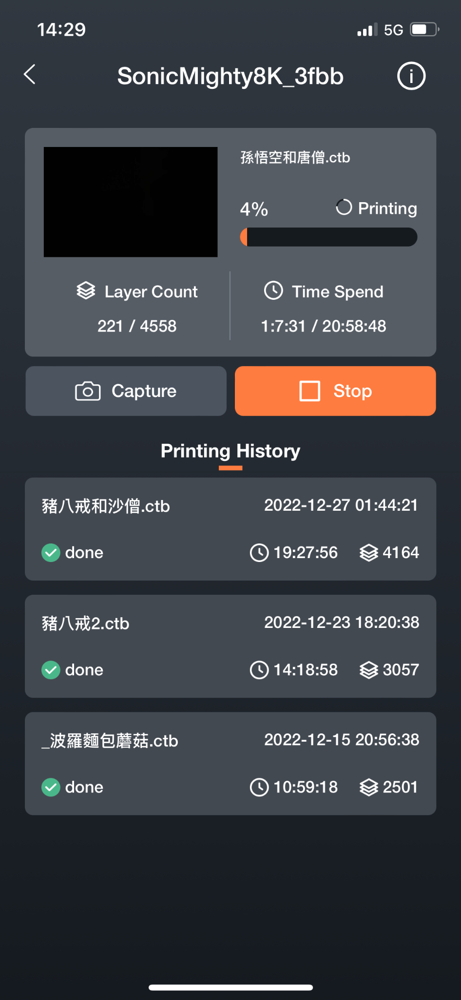 14:29
5G
SonicMighty8K_3fbb
孫悟空和唐僧.ctb
4%
Printing
Layer Count
Time Spend
221 / 4558
1:7:31 / 20:58:48
Capture
Stop
Printing History
豬八戒和沙僧.ctb
2022-12-27 01:44:21
done
19:27:56
4164
豬八戒2.ctb
2022-12-23 18:20:38
done
14:18:58
3057
_波羅麵包蘑菇.ctb
2022-12-15 20:56:38
done
10:59:18
2501